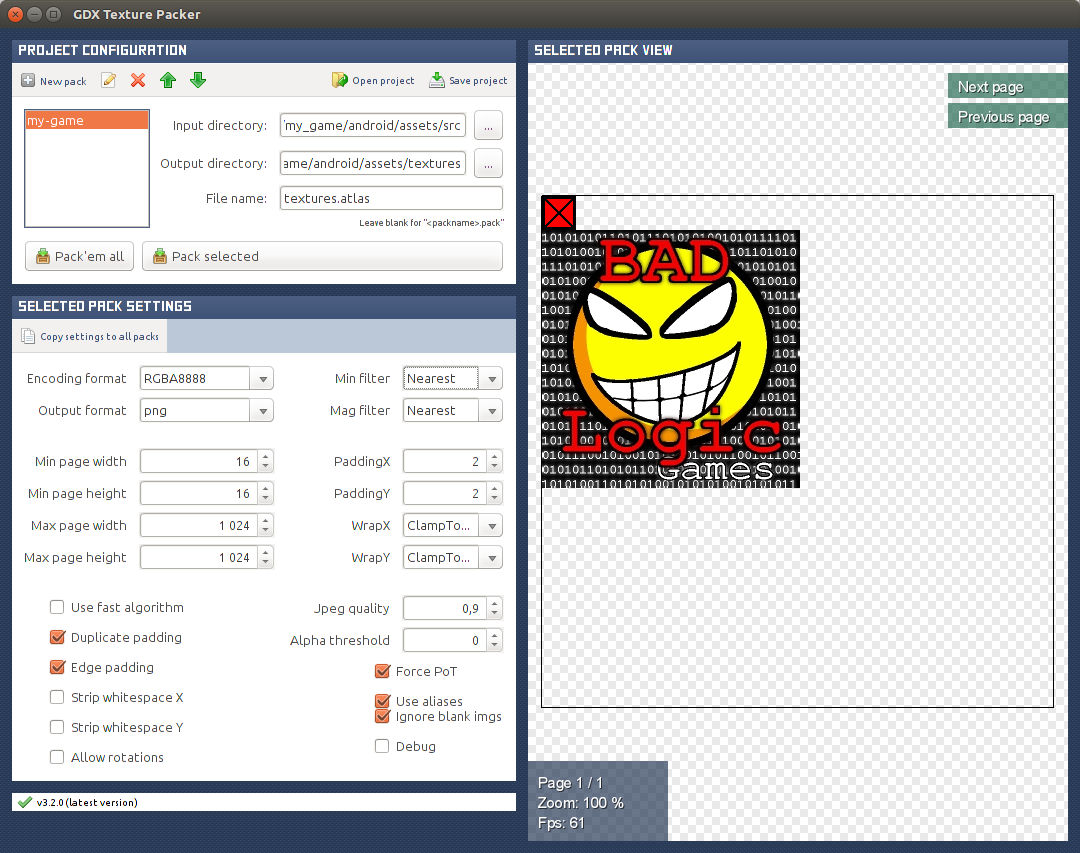 GDX Texture Packer
PROJECT CONFIGURATION
New pack
Open project
Save project
my-game
Input directory:
/my_game/android/assets/src
...
Output directory:
ame/android/assets/textures
...
File name:
textures.atlas
Leave blank for "<packname>.pack"
Pack'em all
Pack selected
SELECTED PACK SETTINGS
Copy settings to all packs
Encoding format
RGBA8888
Min filter
Nearest
Output format
png
Mag filter
Nearest
Min page width
16
PaddingX
2
Min page height
16
PaddingY
2
Max page width
1 024
WrapX
ClampTo...
Max page height
1 024
WrapY
ClampTo...
Use fast algorithm
Jpeg quality
0,9
Duplicate padding
Alpha threshold
0
Edge padding
Force PoT
Strip whitespace X
Use aliases
Ignore blank imgs
Strip whitespace Y
Debug
Allow rotations
v3.2.0 (latest version)
SELECTED PACK VIEW
Next page
Previous page
BAD
Logic
Games
Page 1 / 1
Zoom: 100 %
Fps: 61